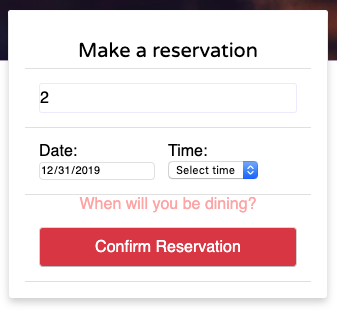 Make a reservation
2
Date: Time:
12/31/2019 Select time
When will you be dining?
Confirm Reservation